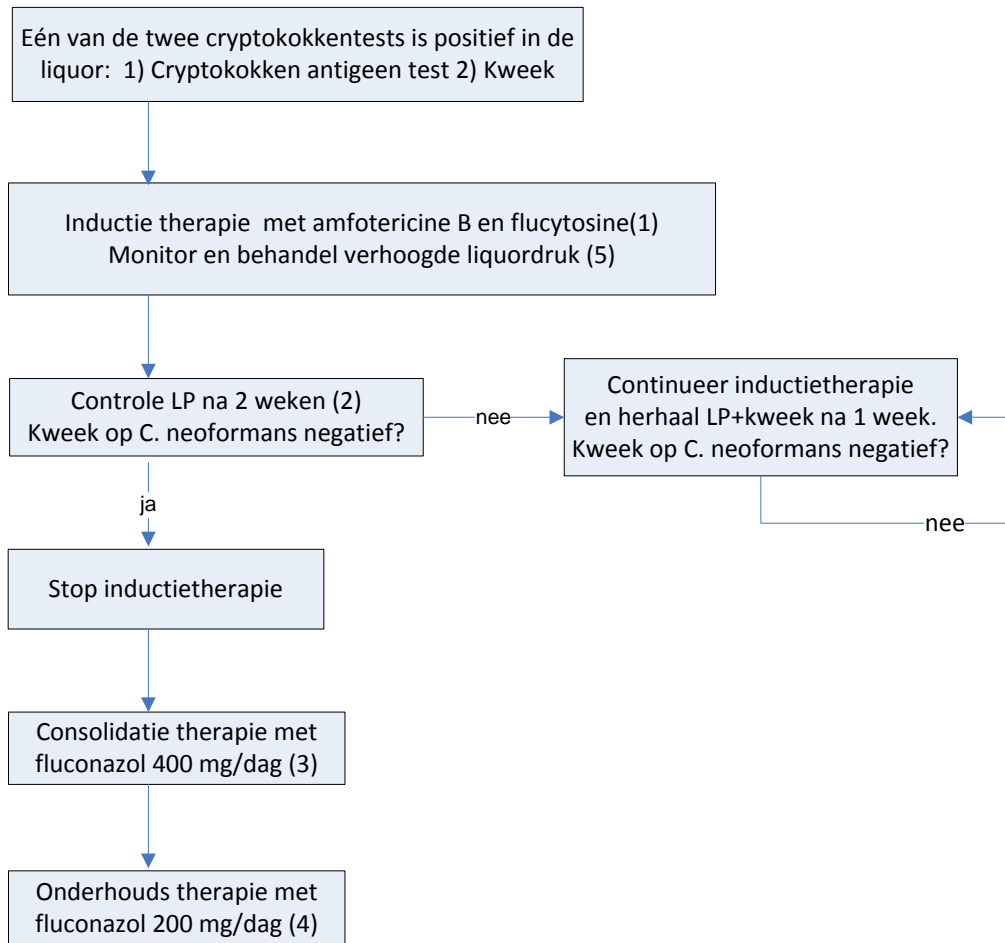 Eén van de twee cryptokokkentests is positief in de
liquor: 1) Cryptokokken antigeen test 2) Kweek
Inductie therapie met amfotericine B en flucytosine(1)
Monitor en behandel verhoogde liquordruk (5)
Controle LP na 2 weken (2)
Kweek op C. neoformans negatief?
nee
Continueer inductietherapie
en herhaal LP+kweek na 1 week.
Kweek op C. neoformans negatief?
nee
ja
Stop inductietherapie
Consolidatie therapie met
fluconazol 400 mg/dag (3)
Onderhouds therapie met
fluconazol 200 mg/dag (4)